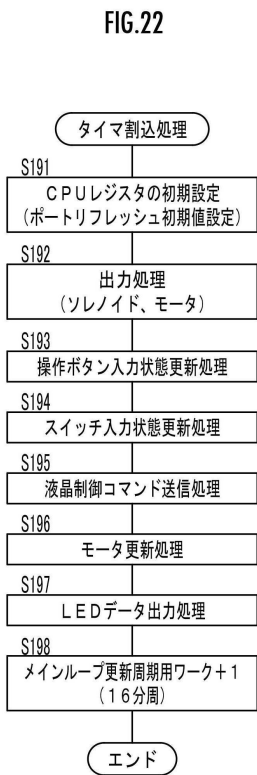 FIG.22
タイマ割込処理
S191
CPUレジスタの初期設定
(ポートリフレッシュ初期値設定)
S192
出力処理
(ソレノイド、モータ)
S193
操作ボタン入力状態更新処理
S194
スイッチ入力状態更新処理
S195
液晶制御コマンド送信処理
S196
モータ更新処理
S197
LEDデータ出力処理
S198
メインループ更新周期用ワーク+1
(16分周)
エンド